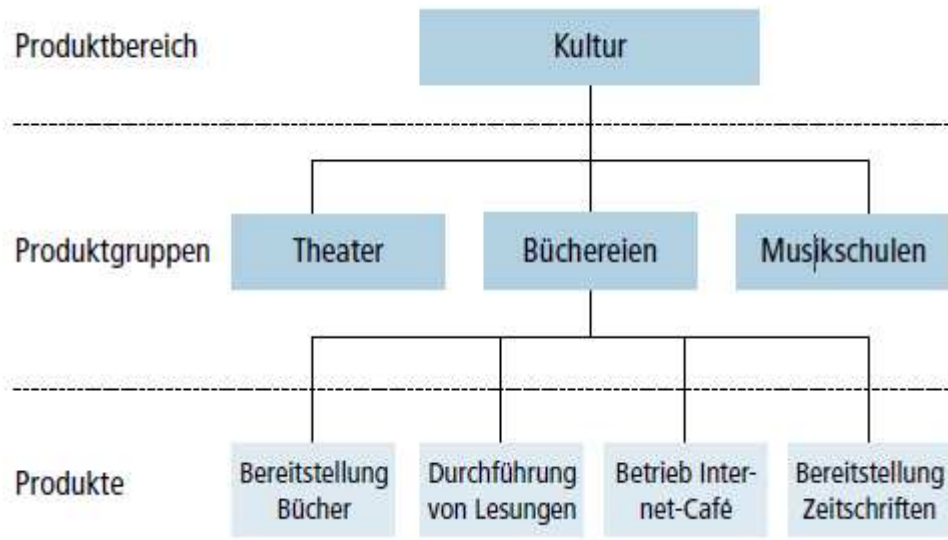 Produktbereich
Kultur
Produktgruppen
Theater
Büchereien
Musikschulen
Produkte
Bereitstellung
Bücher
Durchführung
von Lesungen
Betrieb Inter-
net-Café
Bereitstellung
Zeitschriften